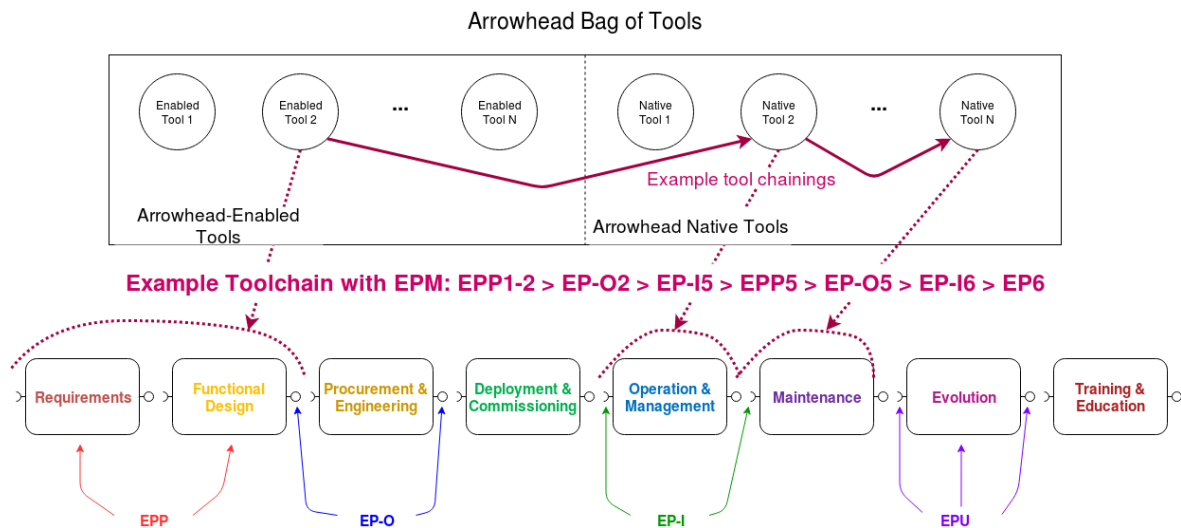 Arrowhead Bag of Tools
Enabled
Tool 1
Enabled
Tool 2
...
Enabled
Tool N
Native
Tool 1
Native
Tool 2
...
Native
Tool N
Example tool chainings
Arrowhead-Enabled
Tools
Arrowhead Native Tools
Example Toolchain with EPM: EPP1-2 > EP-O2 > EP-I5 > EPP5 > EP-O5 > EP-I6 > EP6
Requirements
Functional
Design
Procurement &
Engineering
Deployment &
Commissioning
Operation &
Management
Maintenance
Evolution
Training &
Education
EPP
EP-O
EP-I
EPU